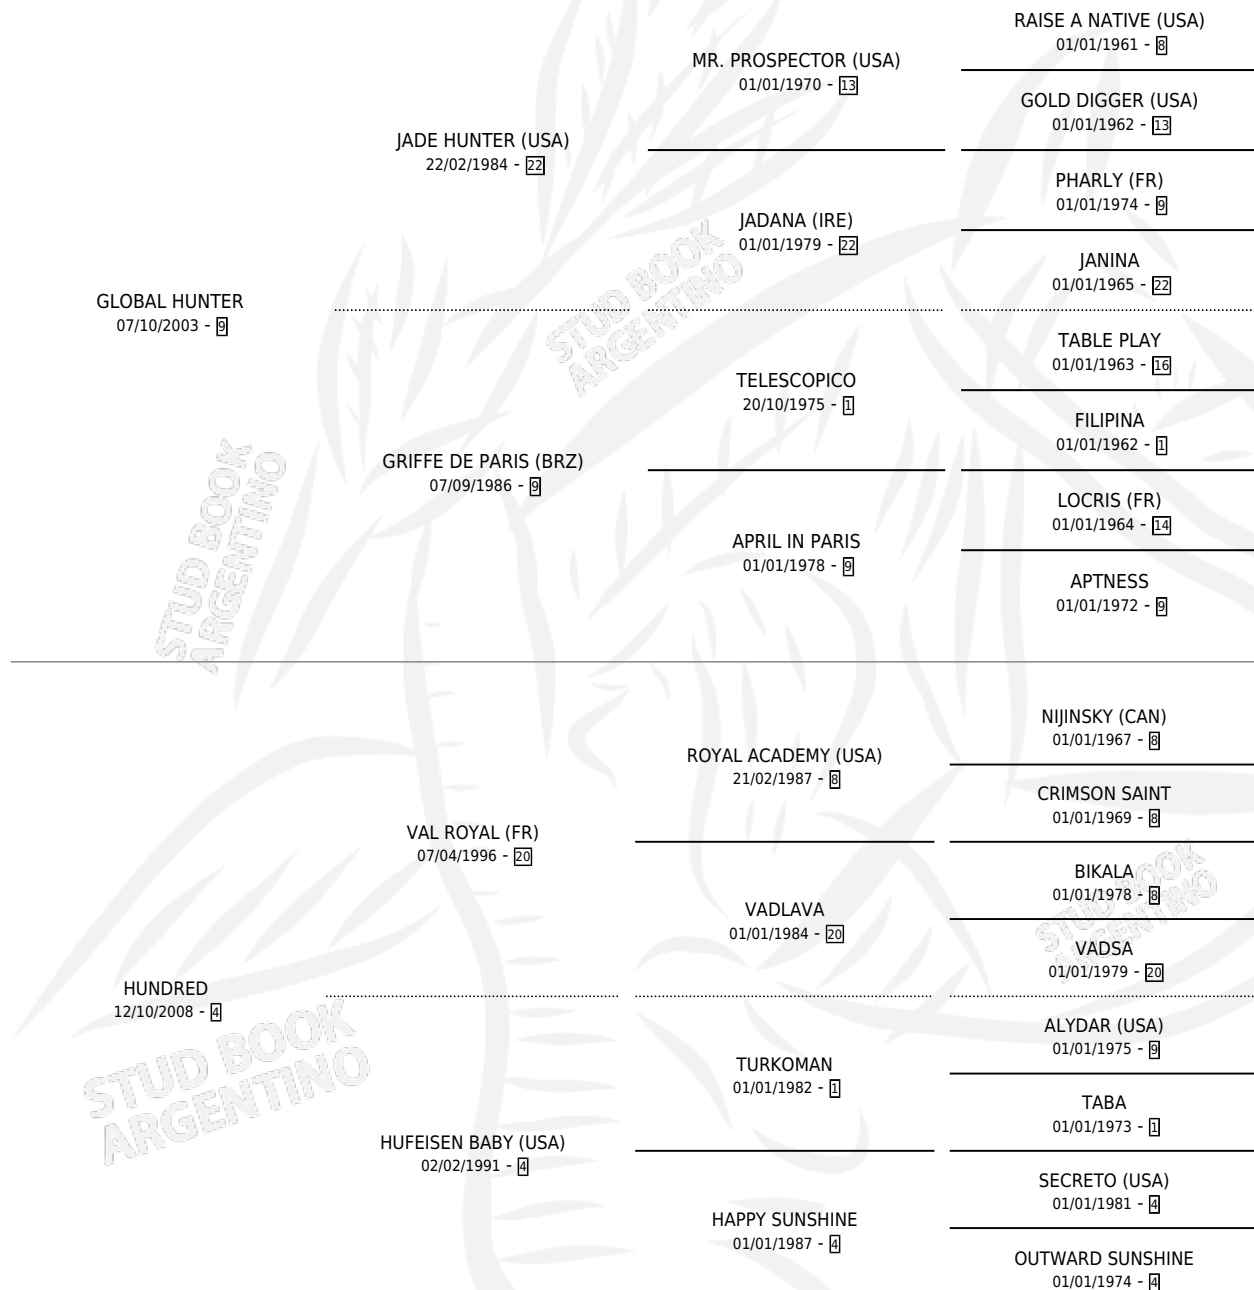 RAISE A NATIVE (USA)
01/01/1961 - 8
MR. PROSPECTOR (USA)
01/01/1970 - 13
GOLD DIGGER (USA)
01/01/1962 - 13
JADE HUNTER (USA)
22/02/1984 - 22
PHARLY (FR)
01/01/1974 - 9
JADANA (IRE)
01/01/1979 - 22
JANINA
01/01/1965 - 22
GLOBAL HUNTER
07/10/2003 - 9
TABLE PLAY
01/01/1963 - 16
TELESCOPICO
20/10/1975 - 1
FILIPINA
01/01/1962 - 1
GRIFFE DE PARIS (BRZ)
07/09/1986 - 9
LOCRIS (FR)
01/01/1964 - 14
APRIL IN PARIS
01/01/1978 - 9
APTNESS
01/01/1972 - 9
NIJINSKY (CAN)
01/01/1967 - 8
ROYAL ACADEMY (USA)
21/02/1987 - 8
CRIMSON SAINT
01/01/1969 - 8
VAL ROYAL (FR)
07/04/1996 - 20
BIKALA
01/01/1978 - 8
VADLAVA
01/01/1984 - 20
VADSA
01/01/1979 - 20
HUNDRED
12/10/2008 - 4
ALYDAR (USA)
01/01/1975 - 9
TURKOMAN
01/01/1982 - 1
TABA
01/01/1973 - 1
HUFEISEN BABY (USA)
02/02/1991 - 4
SECRETO (USA)
01/01/1981 - 4
HAPPY SUNSHINE
01/01/1987 - 4
OUTWARD SUNSHINE
01/01/1974 - 4
STUD BOOK
ARGENTINO
STUD BOOK
ARGENTINO
STUD BOOK
ARGENTINO
STUD BOOK
ARGENTINO